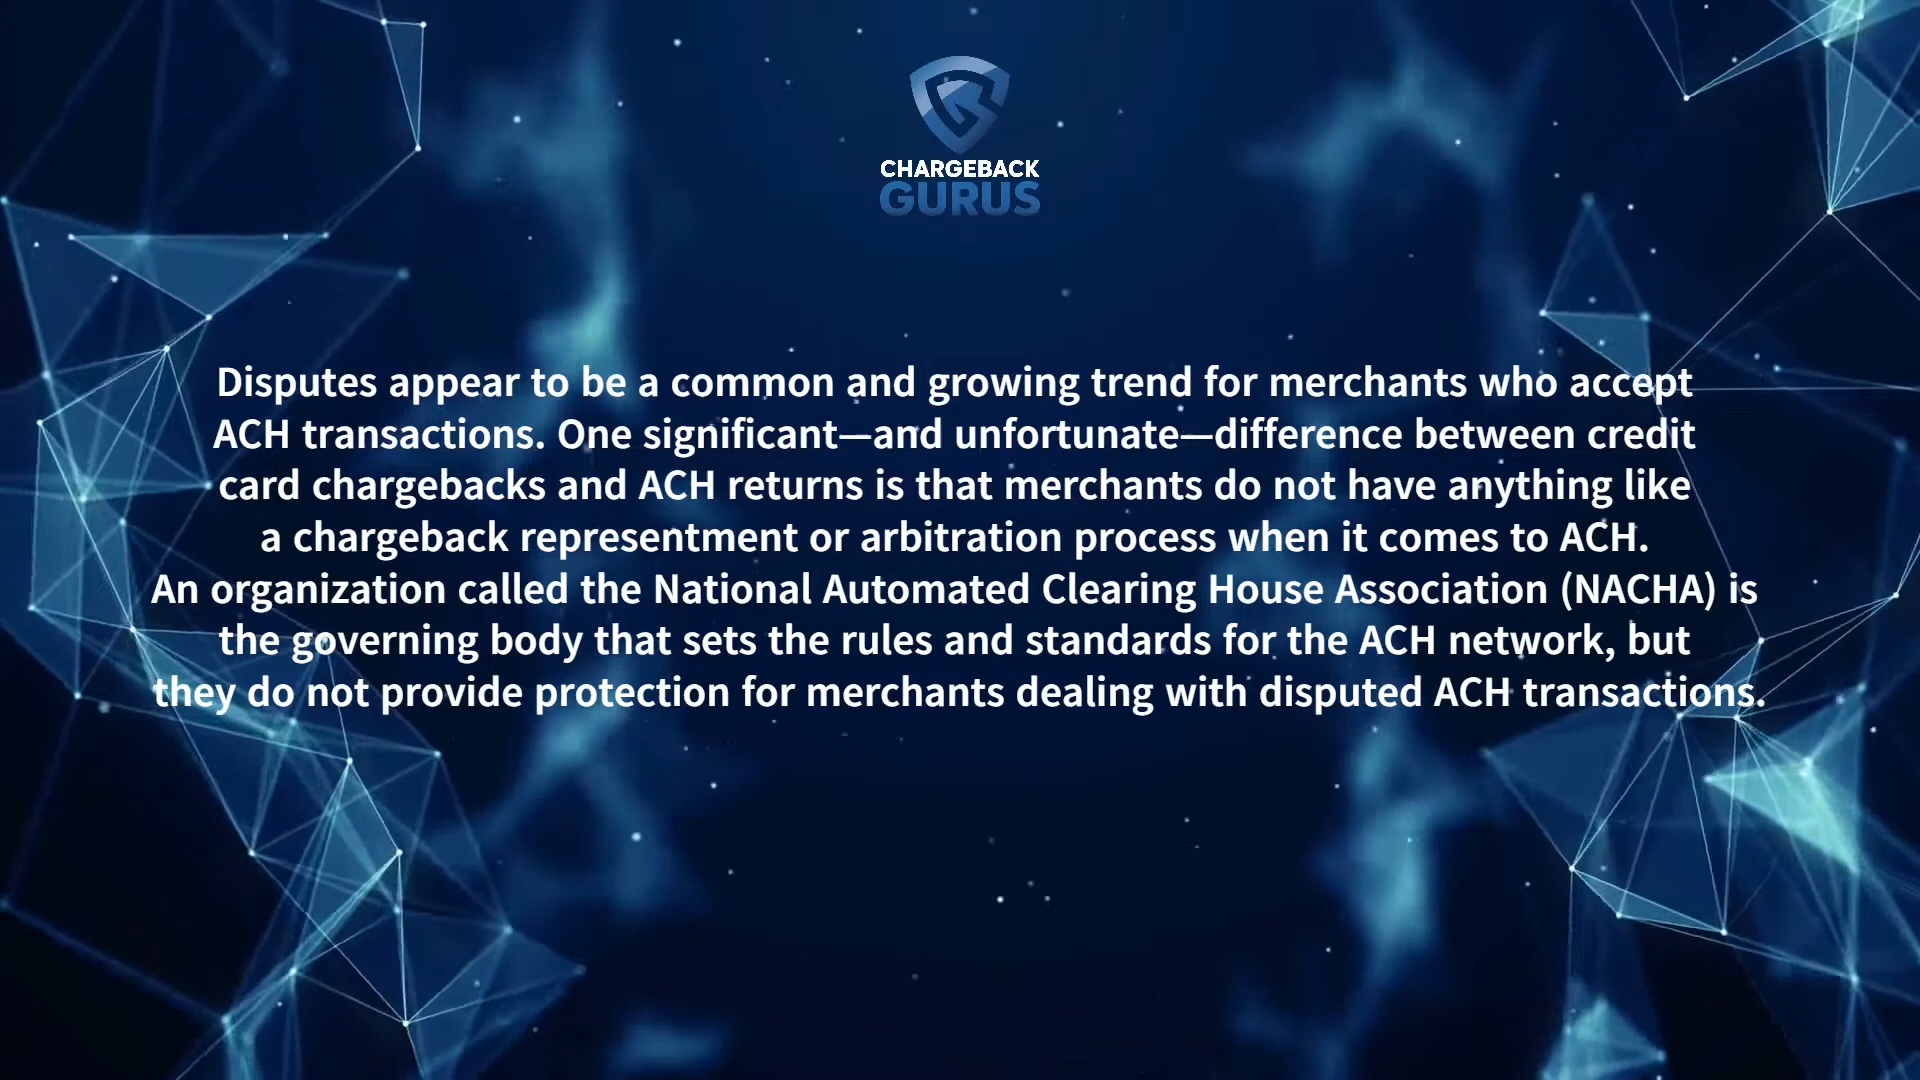 CHARGEBACK
GURUS
Disputes appear to be a common and growing trend for merchants who accept
ACH transactions. One significant—and unfortunate—difference between credit
card chargebacks and ACH returns is that merchants do not have anything like
a chargeback representment or arbitration process when it comes to ACH.
An organization called the National Automated Clearing House Association (NACHA) is
the governing body that sets the rules and standards for the ACH network, but
they do not provide protection for merchants dealing with disputed ACH transactions.